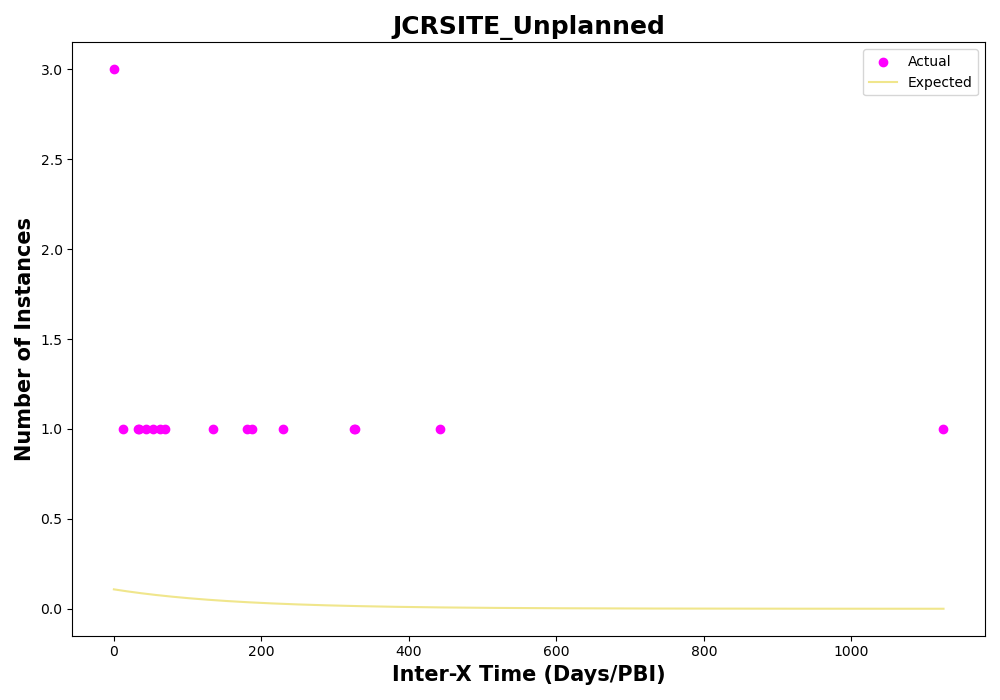 JCRSITE_Unplanned
Actual
Expected
Number of Instances
3.0
2.5
2.0
1.5
1.0
0.5
0.0
0 200 400 600 800 1000
Inter-X Time (Days/PBI)